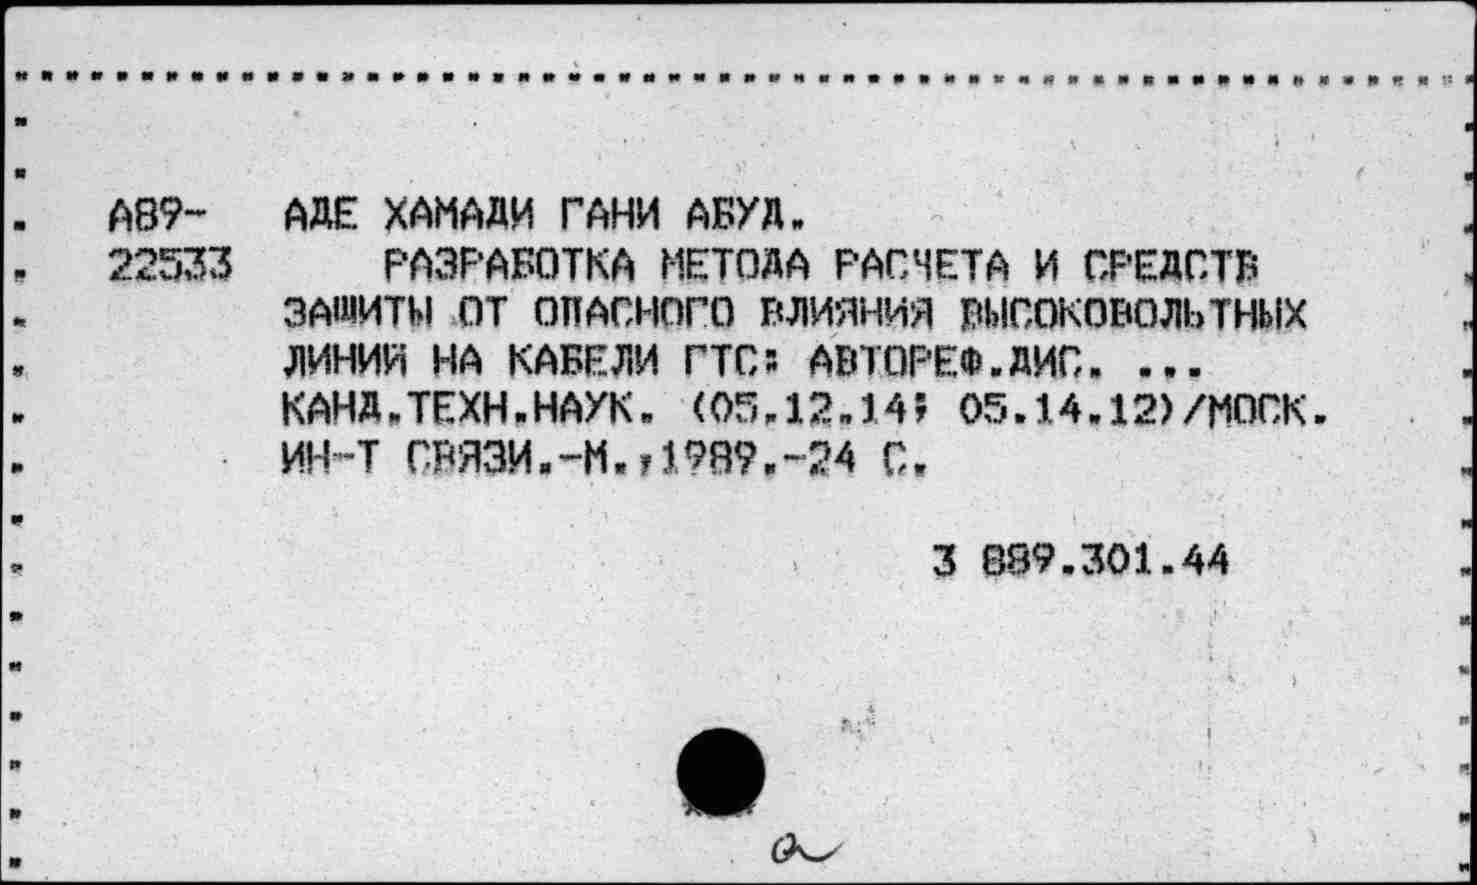 А89- АДЕ ХАМАДИ ГАНИ АБУД.
22533 РАЗРАБОТКА МЕТОДА РАСЧЕТА И СРЕДСТВ
ЗАЩИТЫ ОТ ОПАСНОГО ВЛИЯНИЯ ВЫСОКОВОЛЬТНЫХ
ЛИНИЙ НА КАБЕЛИ ГТС: АВТОРЕФ.ДИС. ...
КАНД.ТЕХН.НАУК. (05.12.14; 05.14.12)/МОСК.
ИН-Т СВЯЗИ.-М.,1989.-24 С.
3 889.301.44
а